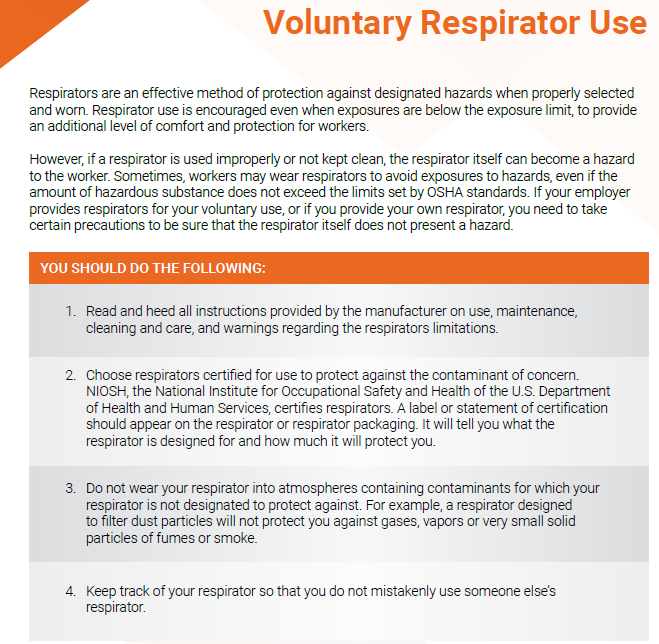 Voluntary Respirator Use
Respirators are an effective method of protection against designated hazards when properly selected
and worn. Respirator use is encouraged even when exposures are below the exposure limit, to provide
an additional level of comfort and protection for workers.
However, if a respirator is used improperly or not kept clean, the respirator itself can become a hazard
to the worker. Sometimes, workers may wear respirators to avoid exposures to hazards, even if the
amount of hazardous substance does not exceed the limits set by OSHA standards. If your employer
provides respirators for your voluntary use, or if you provide your own respirator, you need to take
certain precautions to be sure that the respirator itself does not present a hazard.
YOU SHOULD DO THE FOLLOWING:
1. Read and heed all instructions provided by the manufacturer on use, maintenance,
cleaning and care, and warnings regarding the respirators limitations.
2. Choose respirators certified for use to protect against the contaminant of concern.
NIOSH, the National Institute for Occupational Safety and Health of the U.S. Department
of Health and Human Services, certifies respirators. A label or statement of certification
should appear on the respirator or respirator packaging. It will tell you what the
respirator is designed for and how much it will protect you.
3. Do not wear your respirator into atmospheres containing contaminants for which your
respirator is not designated to protect against. For example, a respirator designed
to filter dust particles will not protect you against gases, vapors or very small solid
particles of fumes or smoke.
4. Keep track of your respirator so that you do not mistakenly use someone else's
respirator.